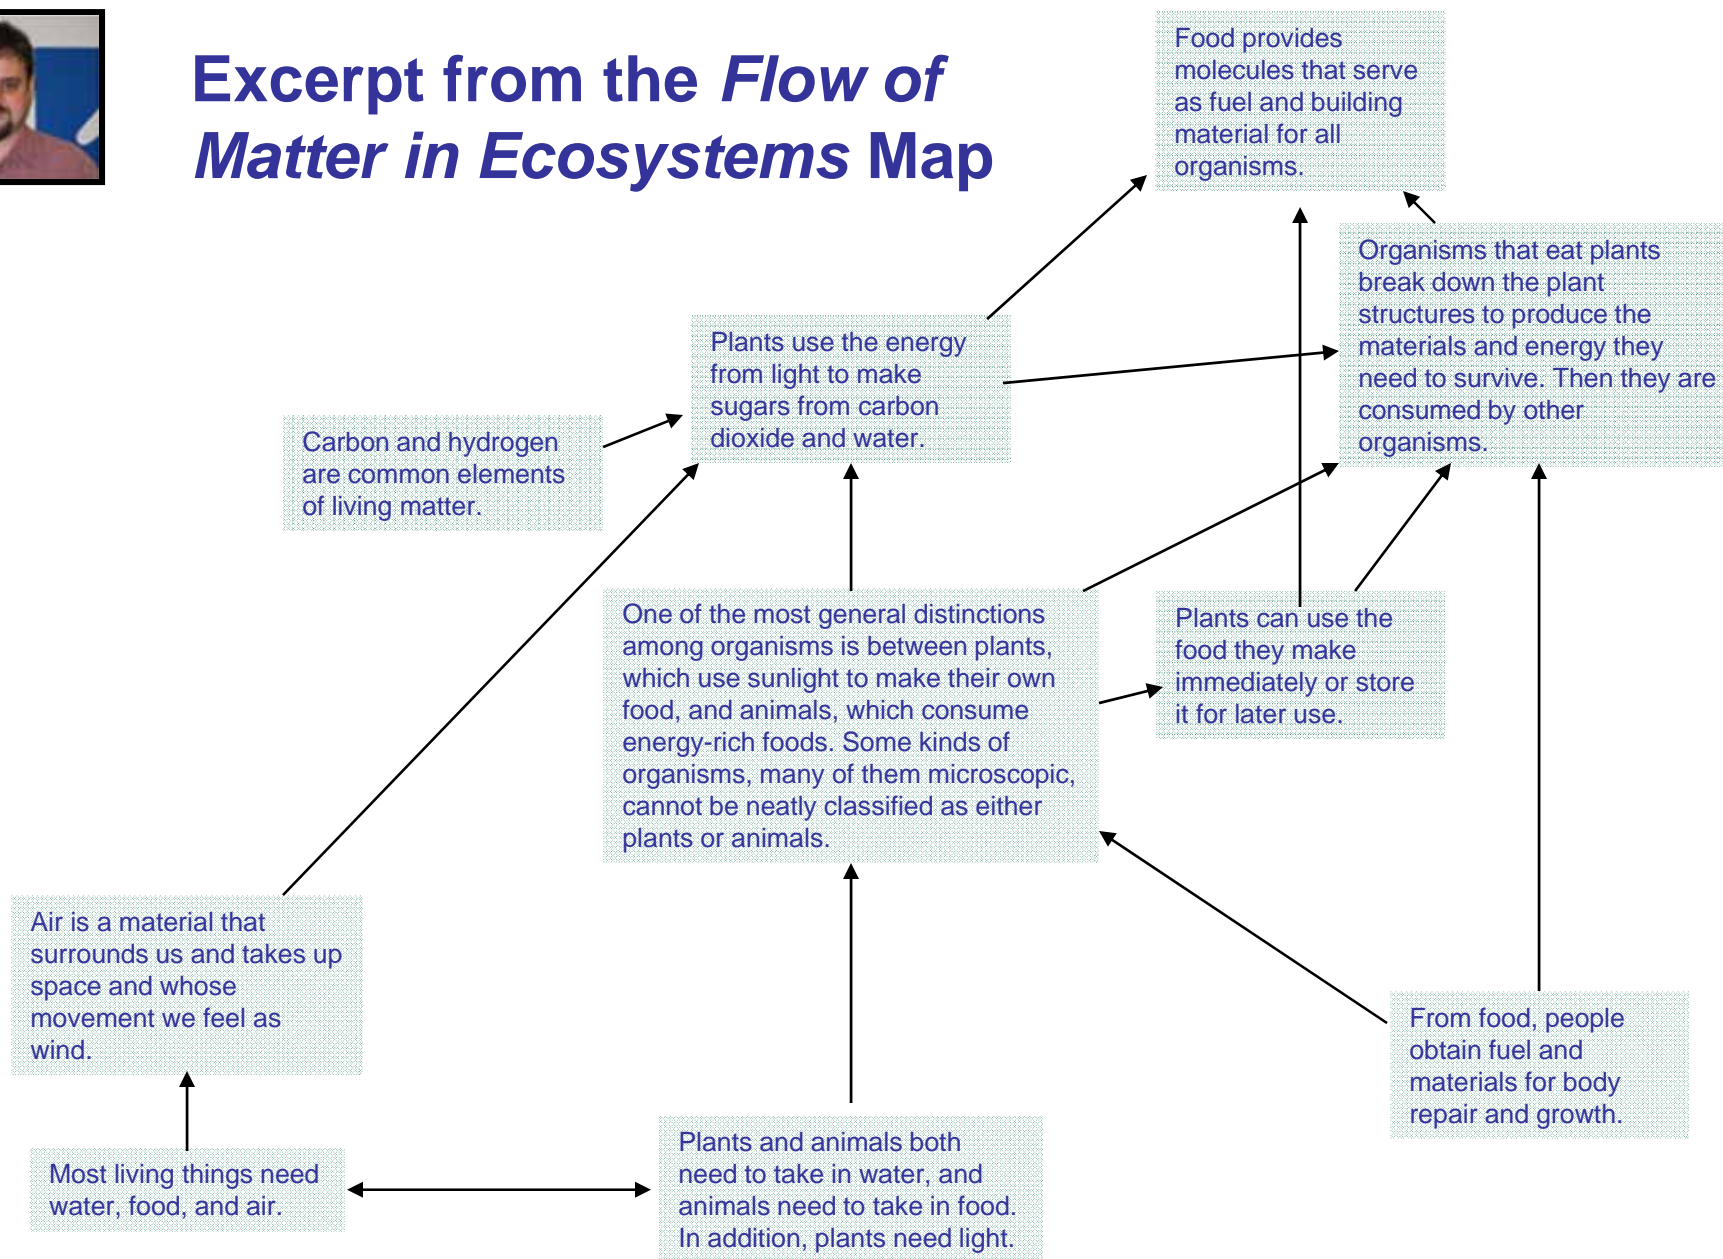 Excerpt from the Flow of
Matter in Ecosystems Map
Food provides
molecules that serve
as fuel and building
material for all
organisms.
Organisms that eat plants
break down the plant
structures to produce the
materials and energy they
need to survive. Then they are
consumed by other
organisms.
Plants use the energy
from light to make
sugars from carbon
dioxide and water.
Carbon and hydrogen
are common elements
of living matter.
One of the most general distinctions
among organisms is between plants,
which use sunlight to make their own
food, and animals, which consume
energy-rich foods. Some kinds of
organisms, many of them microscopic,
cannot be neatly classified as either
plants or animals.
Plants can use the
food they make
immediately or store
it for later use.
Air is a material that
surrounds us and takes up
space and whose
movement we feel as
wind.
From food, people
obtain fuel and
materials for body
repair and growth.
Most living things need
water, food, and air.
Plants and animals both
need to take in water, and
animals need to take in food.
In addition, plants need light.